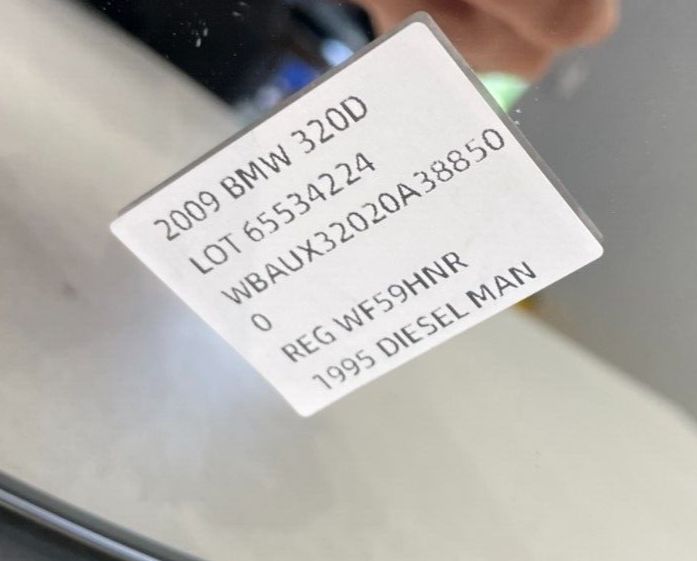 2009 BMW 320D
LOT 65534224
WBAUX32020A38850
0
REG WF59HNR
1995 DIESEL MAN